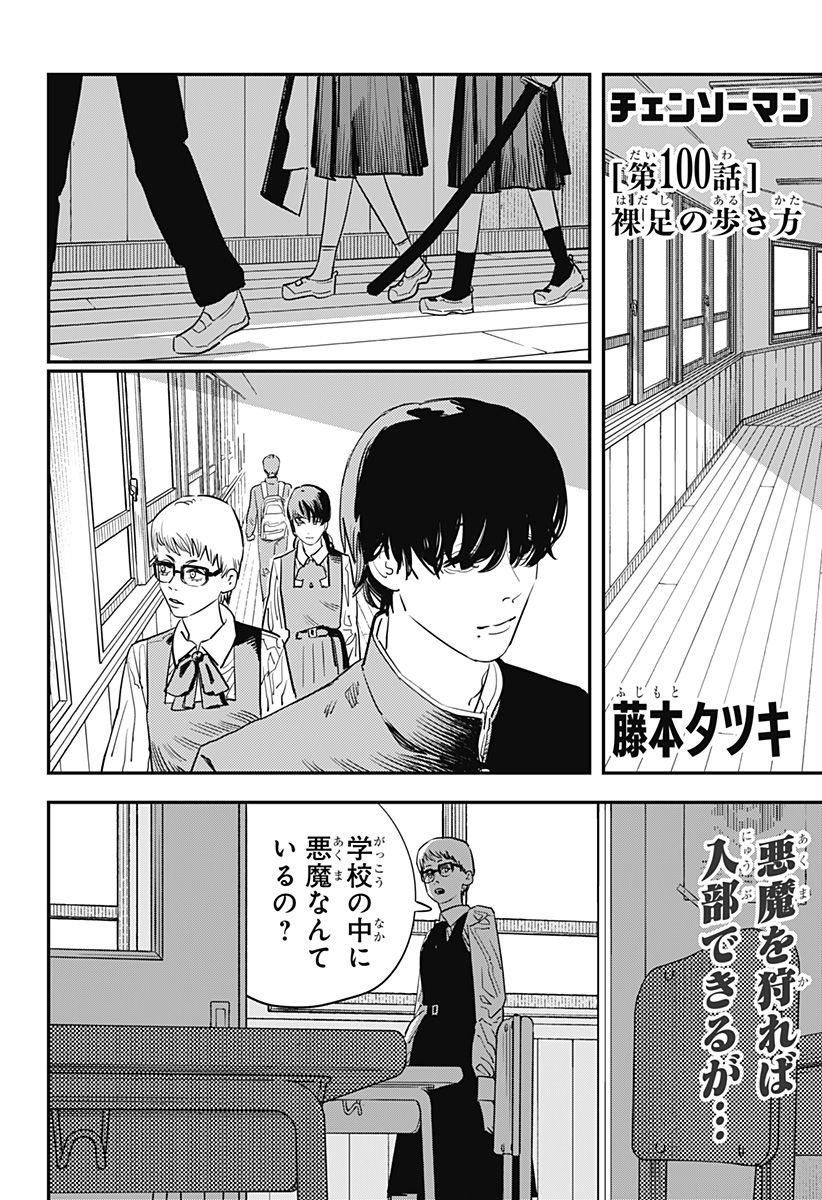 チェンソーマン
[第100話]
裸足の歩き方
藤本タツキ
悪魔を狩れば
入部できるが…
学校の中に
悪魔なんて
いるの？